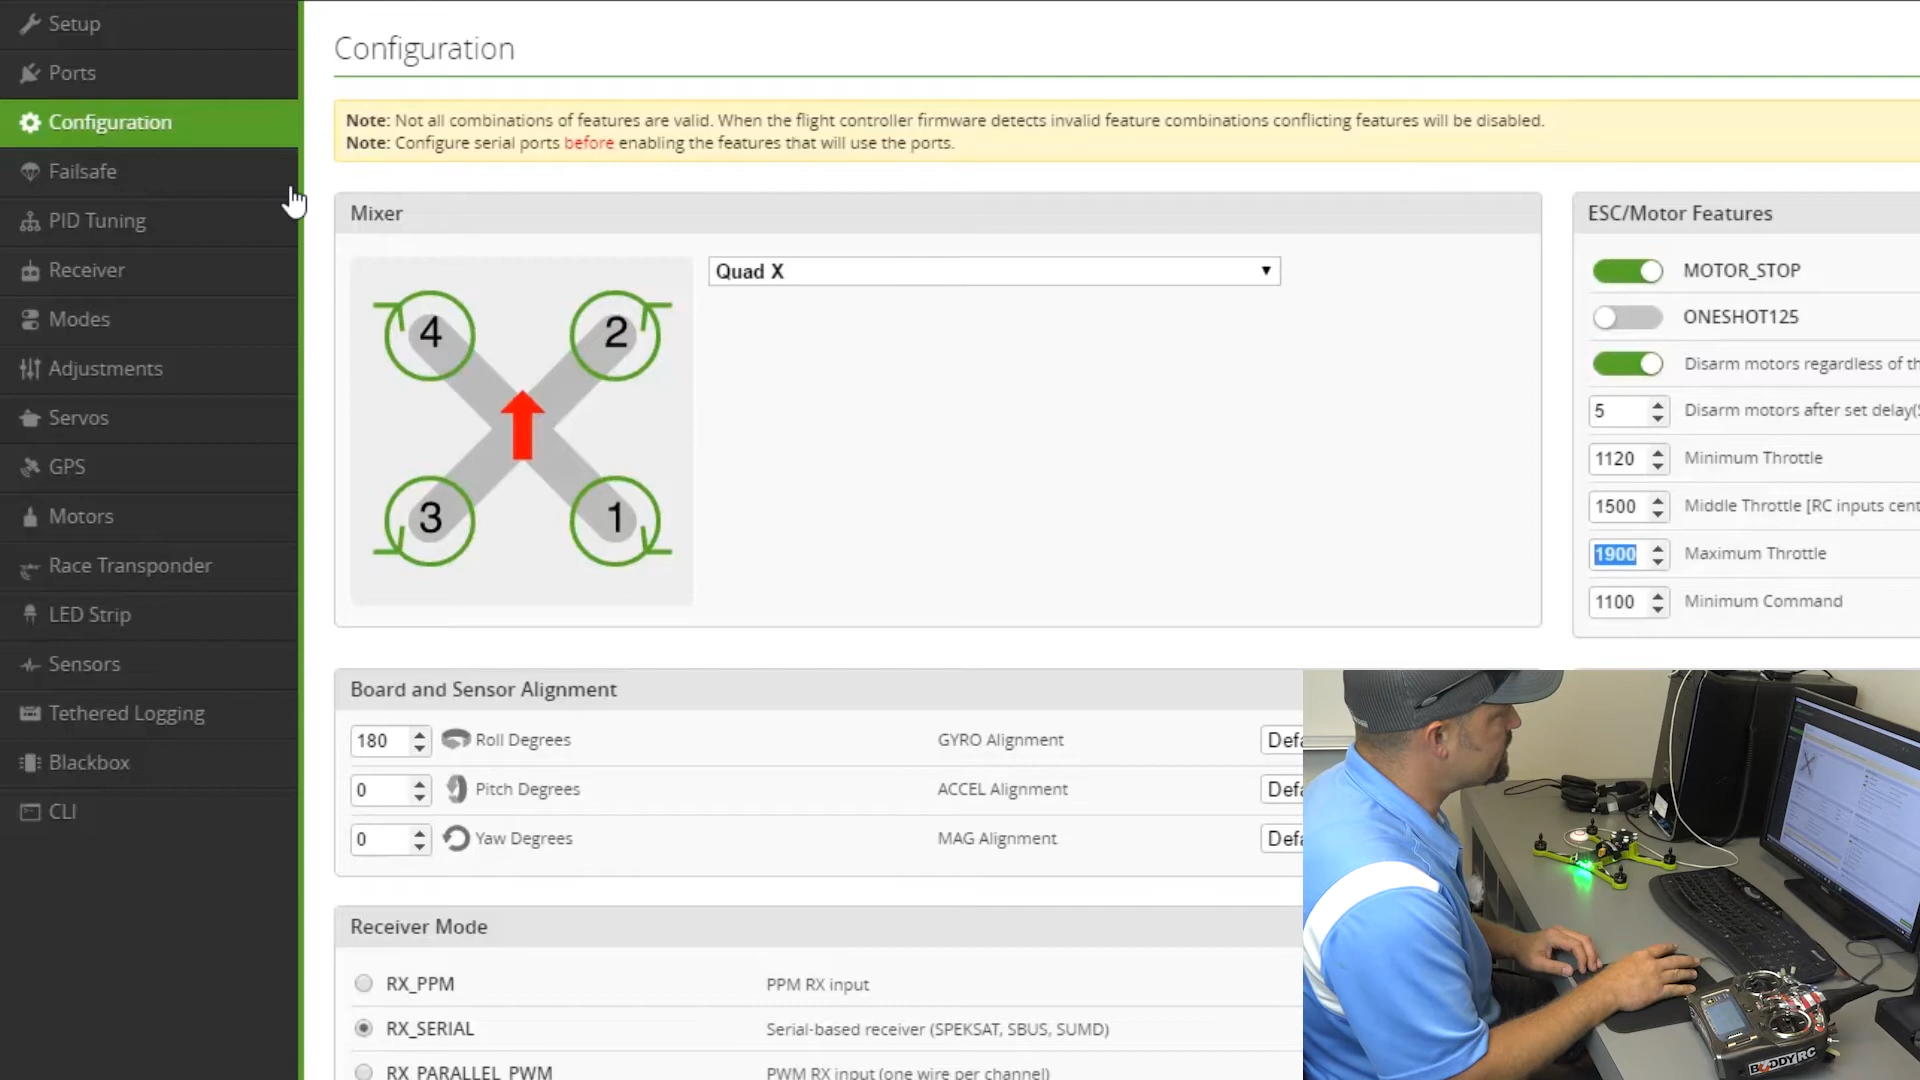 Setup
Ports
Configuration
Failsafe
PID Tuning
Receiver
Modes
Adjustments
Servos
GPS
Motors
Race Transponder
LED Strip
Sensors
Tethered Logging
Blackbox
CLI
Configuration
Note: Not all combinations of features are valid. When the flight controller firmware detects invalid feature combinations conflicting features will be disabled.
Note: Configure serial ports before enabling the features that will use the ports.
Mixer
Quad X
4
2
3
1
ESC/Motor Features
MOTOR_STOP
ONESHOT125
Disarm motors regardless of th
5 Disarm motors after set delay(S
1120 Minimum Throttle
1500 Middle Throttle [RC inputs cent
1900 Maximum Throttle
1100 Minimum Command
Board and Sensor Alignment
180 Roll Degrees GYRO Alignment Defa
0 Pitch Degrees ACCEL Alignment Defa
0 Yaw Degrees MAG Alignment Defa
Receiver Mode
RX_PPM PPM RX input
RX_SERIAL Serial-based receiver (SPEKSAT, SBUS, SUMD)
RX_PARALLEL_PWM PWM RX input (one wire per channel)
BUDDY RC